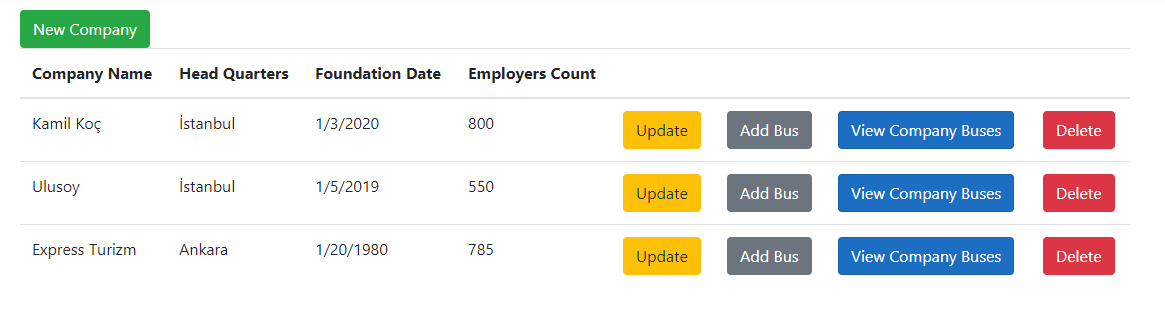 New Company
Company Name Head Quarters Foundation Date Employers Count
Kamil Koç İstanbul 1/3/2020 800 Update Add Bus View Company Buses Delete
Ulusoy İstanbul 1/5/2019 550 Update Add Bus View Company Buses Delete
Express Turizm Ankara 1/20/1980 785 Update Add Bus View Company Buses Delete